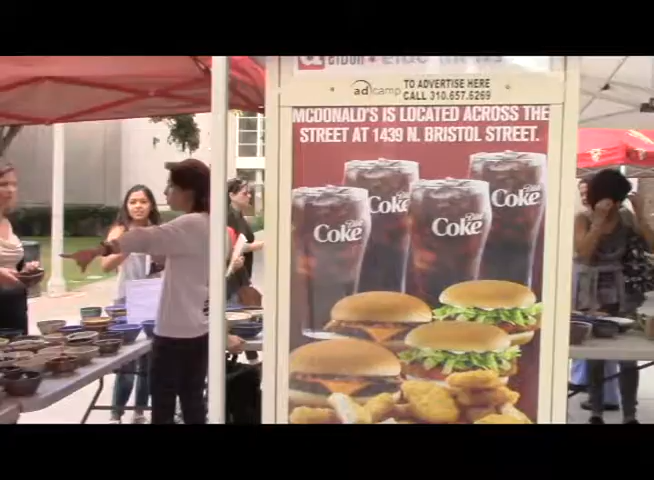 adcamp
TO ADVERTISE HERE
CALL 310.657.6269
MCDONALD'S IS LOCATED ACROSS THE
STREET AT 1439 N. BRISTOL STREET.
Coke
Coke
Coke
Coke